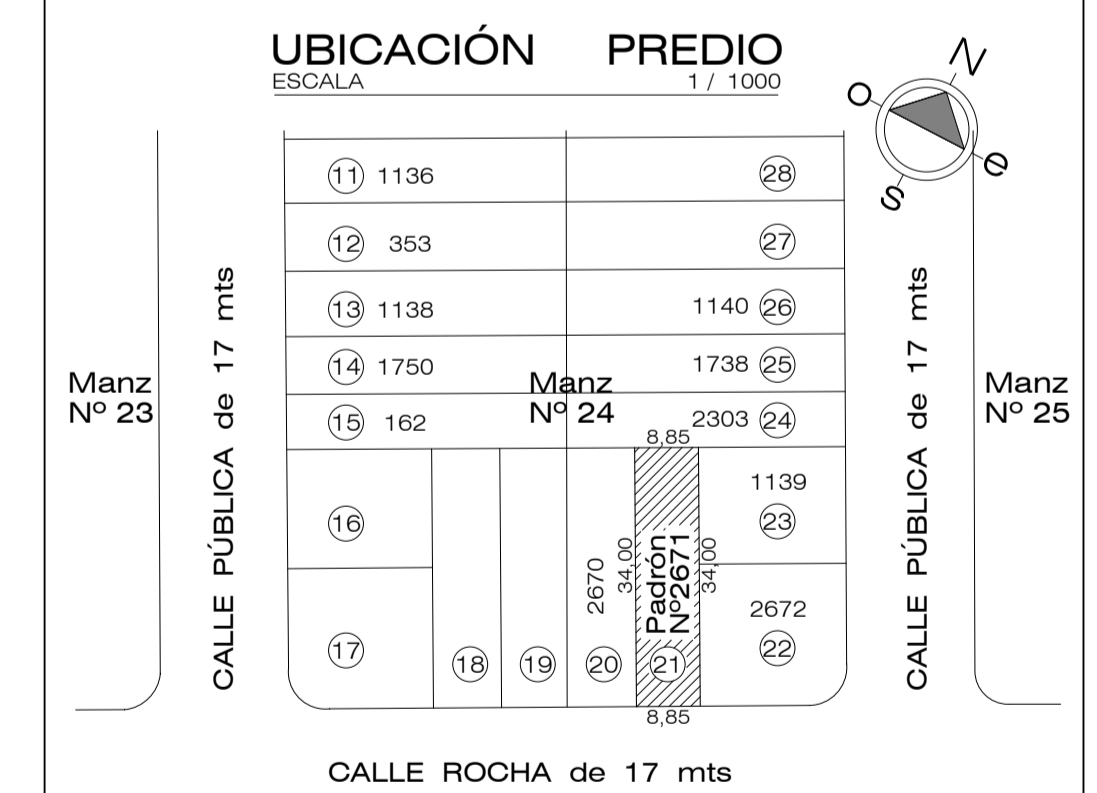 UBICACIÓN PREDIO
ESCALA 1 / 1000
N
O
e
S
11 1136
28
12 353
27
13 1138
1140 26
14 1750
1738 25
15 162
2303 24
Manz
Nº 23
Manz
Nº 24
Manz
Nº 25
CALLE PÚBLICA de 17 mts
CALLE PÚBLICA de 17 mts
8,85
16
1139
23
2670
34,00
Padrón
Nº2671
34,00
2672
22
17
18
19
20
21
8,85
CALLE ROCHA de 17 mts